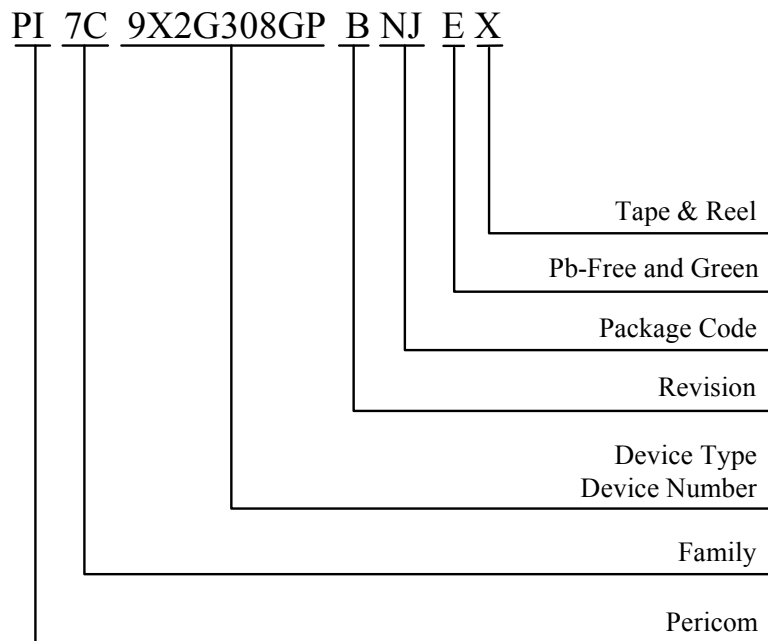 PI 7C 9X2G308GP B NJ E X
Tape & Reel
Pb-Free and Green
Package Code
Revision
Device Type
Device Number
Family
Pericom